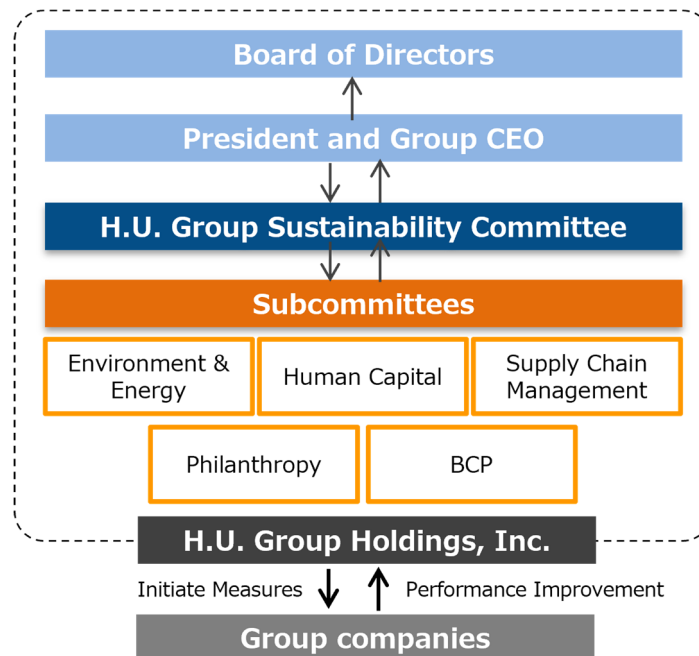 Board of Directors
President and Group CEO
H.U. Group Sustainability Committee
Subcommittees
Environment &
Energy
Human Capital
Supply Chain
Management
Philanthropy
BCP
H.U. Group Holdings, Inc.
Initiate Measures
Performance Improvement
Group companies